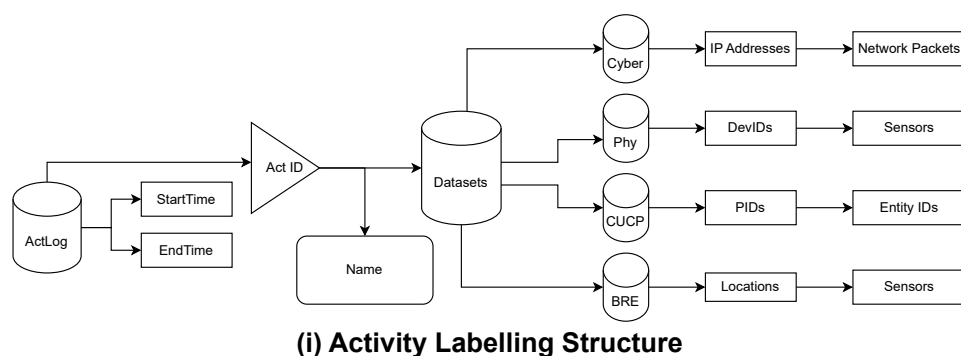 Cyber
IP Addresses
Network Packets
Act ID
Datasets
Phy
DevIDs
Sensors
ActLog
StartTime
EndTime
CUCP
PIDs
Entity IDs
Name
BRE
Locations
Sensors
(i) Activity Labelling Structure